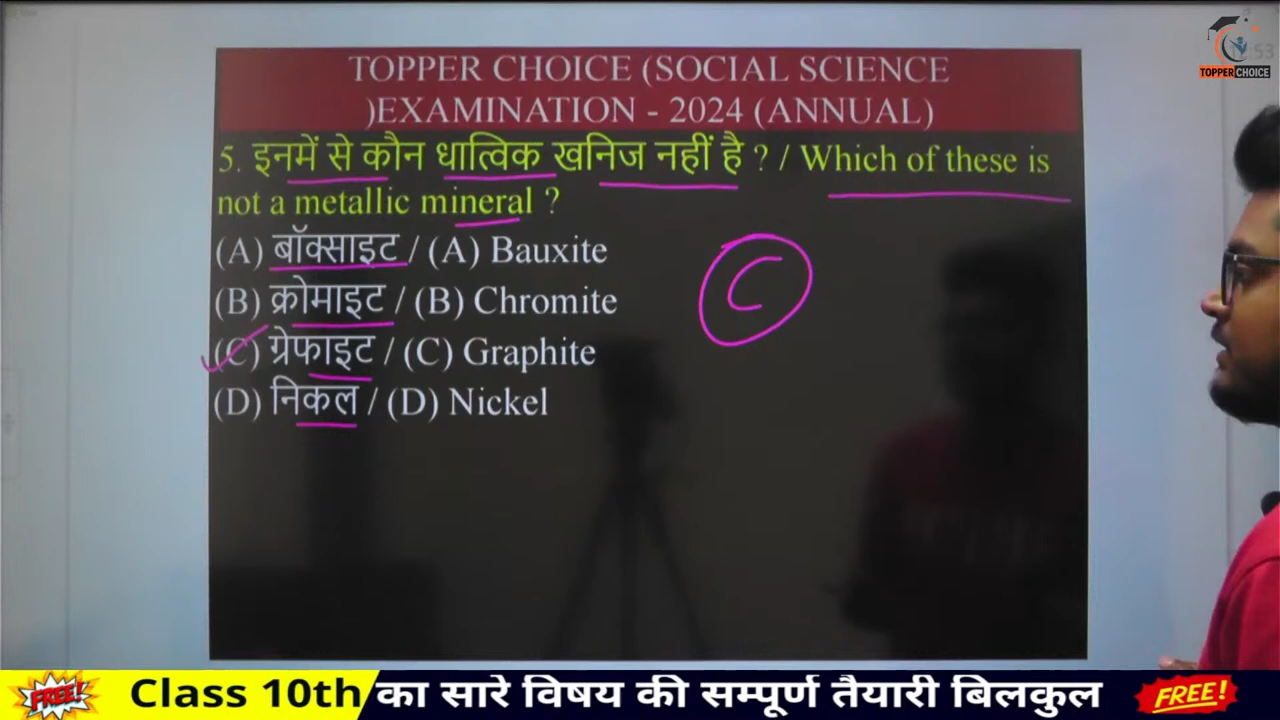 TOPPER CHOICE
TOPPER CHOICE (SOCIAL SCIENCE
)EXAMINATION - 2024 (ANNUAL)
5. इनमें से कौन धात्विक खनिज नहीं है ? / Which of these is
not a metallic mineral ?
(A) बॉक्साइट / (A) Bauxite
(B) क्रोमाइट / (B) Chromite
(C) ग्रेफाइट / (C) Graphite
(D) निकल / (D) Nickel
C
FREE! Class 10th का सारे विषय की सम्पूर्ण तैयारी बिलकुल FREE!